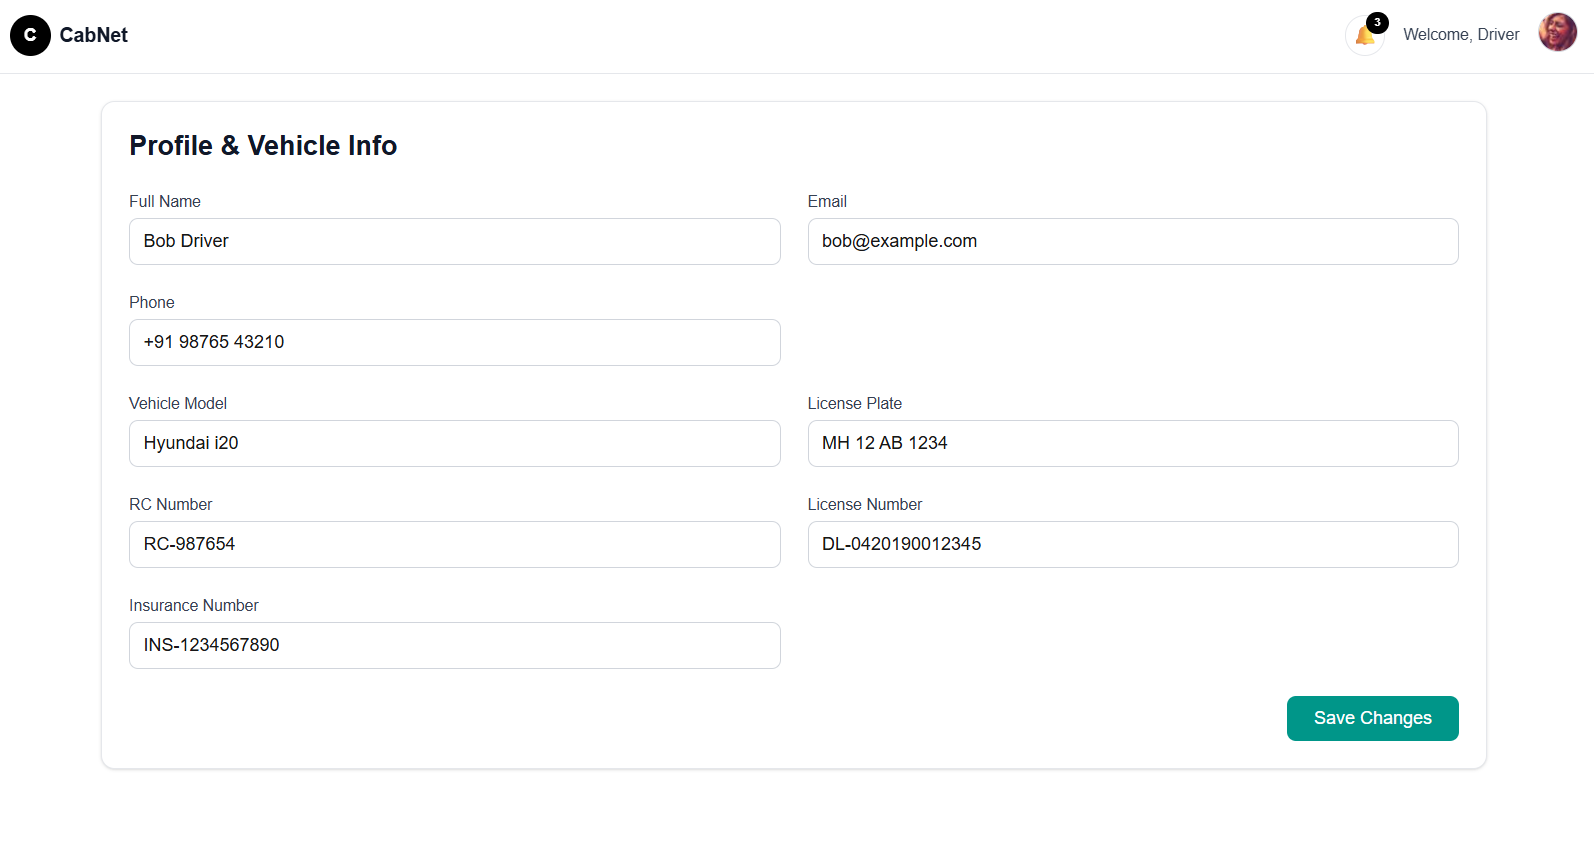 C CabNet
3
Welcome, Driver
Profile & Vehicle Info
Full Name
Bob Driver
Email
bob@example.com
Phone
+91 98765 43210
Vehicle Model
Hyundai i20
License Plate
MH 12 AB 1234
RC Number
RC-987654
License Number
DL-0420190012345
Insurance Number
INS-1234567890
Save Changes